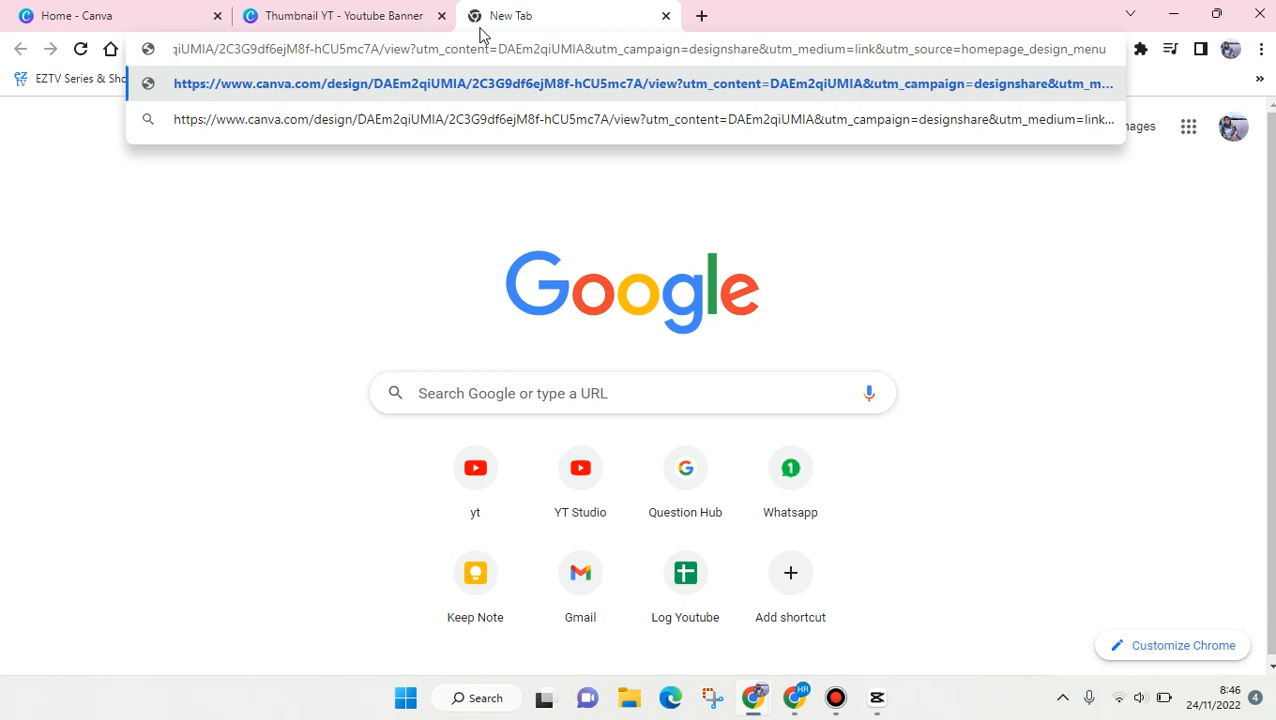 Home - Canva
Thumbnail YT - Youtube Banner
New Tab
qiUMIA/2C3G9df6ejM8f-hCU5mc7A/view?utm_content=DAEm2qiUMIA&utm_campaign=designshare&utm_medium=link&utm_source=homepage_design_menu
EZTV Series & Sho
https://www.canva.com/design/DAEm2qiUMIA/2C3G9df6ejM8f-hCU5mc7A/view?utm_content=DAEm2qiUMIA&utm_campaign=designshare&utm_m...
https://www.canva.com/design/DAEm2qiUMIA/2C3G9df6ejM8f-hCU5mc7A/view?utm_content=DAEm2qiUMIA&utm_campaign=designshare&utm_medium=link...
nages
Google
Search Google or type a URL
yt
YT Studio
Question Hub
1
Whatsapp
Keep Note
Gmail
Log Youtube
Add shortcut
Customize Chrome
Search
HR
8:46
24/11/2022
4